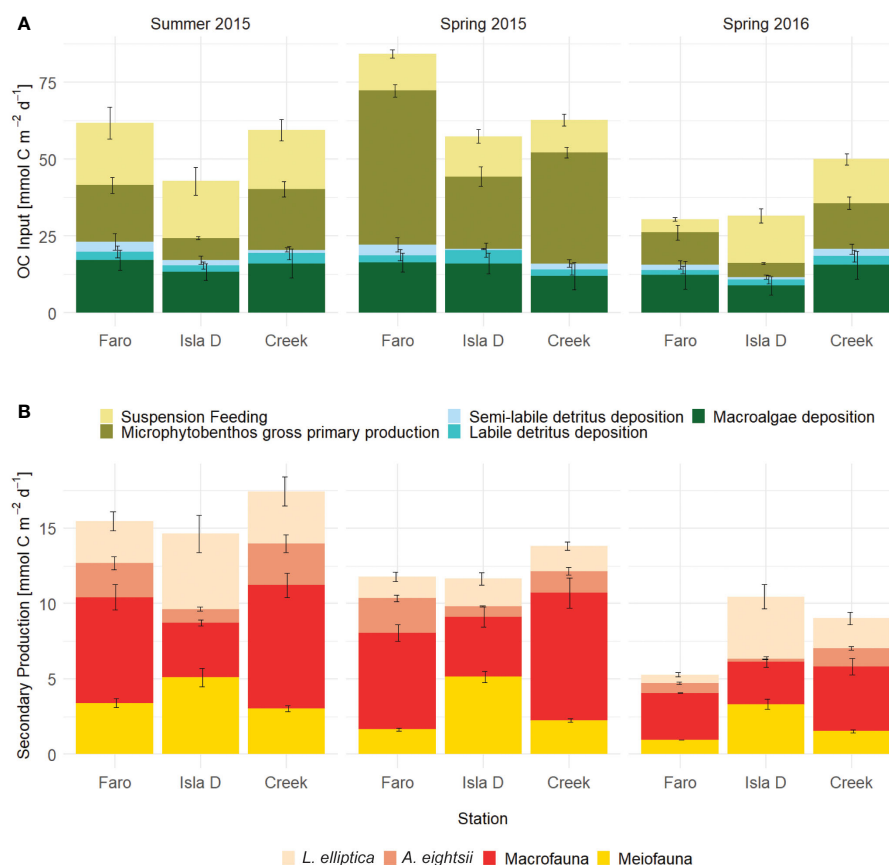 A
Summer 2015
Spring 2015
Spring 2016
OC Input [mmol C m⁻² d⁻¹]
75
50
25
0
Faro Isla D Creek
Faro Isla D Creek
Faro Isla D Creek
B
Suspension Feeding
Microphytobenthos gross primary production
Semi-labile detritus deposition
Labile detritus deposition
Macroalgae deposition
Secondary Production [mmol C m⁻² d⁻¹]
15
10
5
0
Faro Isla D Creek
Faro Isla D Creek
Faro Isla D Creek
Station
L. elliptica A. eightsii Macrofauna Meiofauna